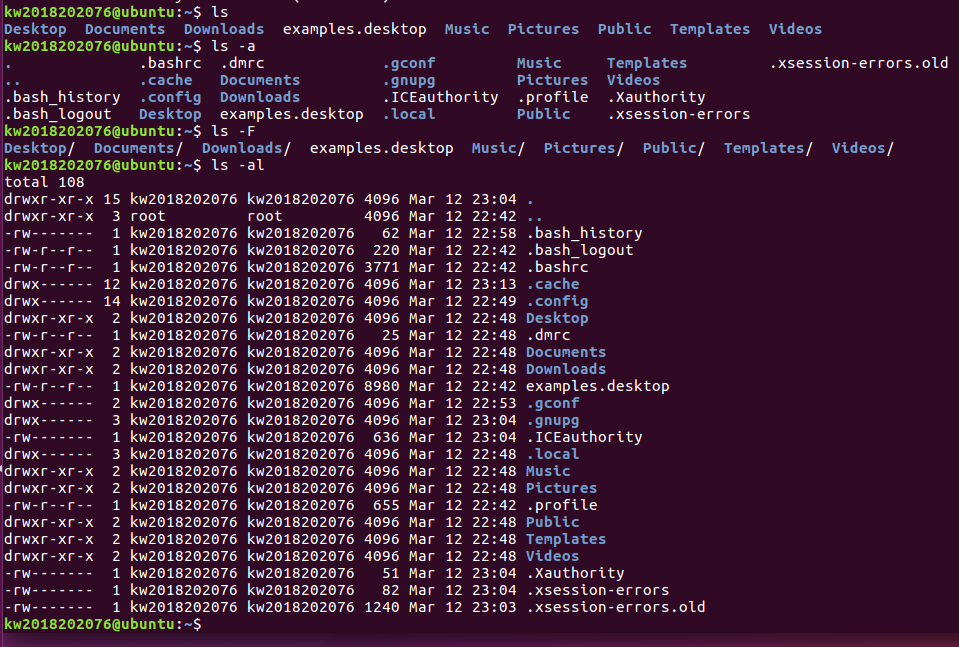 kw2018202076@ubuntu:~$ ls
Desktop  Documents  Downloads  examples.desktop  Music  Pictures  Public  Templates  Videos
kw2018202076@ubuntu:~$ ls -a
.              .bashrc  .dmrc             .gconf         Music     Templates         .xsession-errors.old
..             .cache   Documents         .gnupg         Pictures  Videos
.bash_history  .config  Downloads         .ICEauthority  .profile  .Xauthority
.bash_logout   Desktop  examples.desktop  .local         Public    .xsession-errors
kw2018202076@ubuntu:~$ ls -F
Desktop/  Documents/  Downloads/  examples.desktop  Music/  Pictures/  Public/  Templates/  Videos/
kw2018202076@ubuntu:~$ ls -al
total 108
drwxr-xr-x 15 kw2018202076 kw2018202076 4096 Mar 12 23:04 .
drwxr-xr-x  3 root         root         4096 Mar 12 22:42 ..
-rw-------  1 kw2018202076 kw2018202076   62 Mar 12 22:58 .bash_history
-rw-r--r--  1 kw2018202076 kw2018202076  220 Mar 12 22:42 .bash_logout
-rw-r--r--  1 kw2018202076 kw2018202076 3771 Mar 12 22:42 .bashrc
drwx------ 12 kw2018202076 kw2018202076 4096 Mar 12 23:13 .cache
drwx------ 14 kw2018202076 kw2018202076 4096 Mar 12 22:49 .config
drwxr-xr-x  2 kw2018202076 kw2018202076 4096 Mar 12 22:48 Desktop
-rw-r--r--  1 kw2018202076 kw2018202076   25 Mar 12 22:48 .dmrc
drwxr-xr-x  2 kw2018202076 kw2018202076 4096 Mar 12 22:48 Documents
drwxr-xr-x  2 kw2018202076 kw2018202076 4096 Mar 12 22:48 Downloads
-rw-r--r--  1 kw2018202076 kw2018202076 8980 Mar 12 22:42 examples.desktop
drwx------  2 kw2018202076 kw2018202076 4096 Mar 12 22:53 .gconf
drwx------  3 kw2018202076 kw2018202076 4096 Mar 12 23:04 .gnupg
-rw-------  1 kw2018202076 kw2018202076  636 Mar 12 23:04 .ICEauthority
drwx------  3 kw2018202076 kw2018202076 4096 Mar 12 22:48 .local
drwxr-xr-x  2 kw2018202076 kw2018202076 4096 Mar 12 22:48 Music
drwxr-xr-x  2 kw2018202076 kw2018202076 4096 Mar 12 22:48 Pictures
-rw-r--r--  1 kw2018202076 kw2018202076  655 Mar 12 22:42 .profile
drwxr-xr-x  2 kw2018202076 kw2018202076 4096 Mar 12 22:48 Public
drwxr-xr-x  2 kw2018202076 kw2018202076 4096 Mar 12 22:48 Templates
drwxr-xr-x  2 kw2018202076 kw2018202076 4096 Mar 12 22:48 Videos
-rw-------  1 kw2018202076 kw2018202076   51 Mar 12 23:04 .Xauthority
-rw-------  1 kw2018202076 kw2018202076   82 Mar 12 23:04 .xsession-errors
-rw-------  1 kw2018202076 kw2018202076 1240 Mar 12 23:03 .xsession-errors.old
kw2018202076@ubuntu:~$